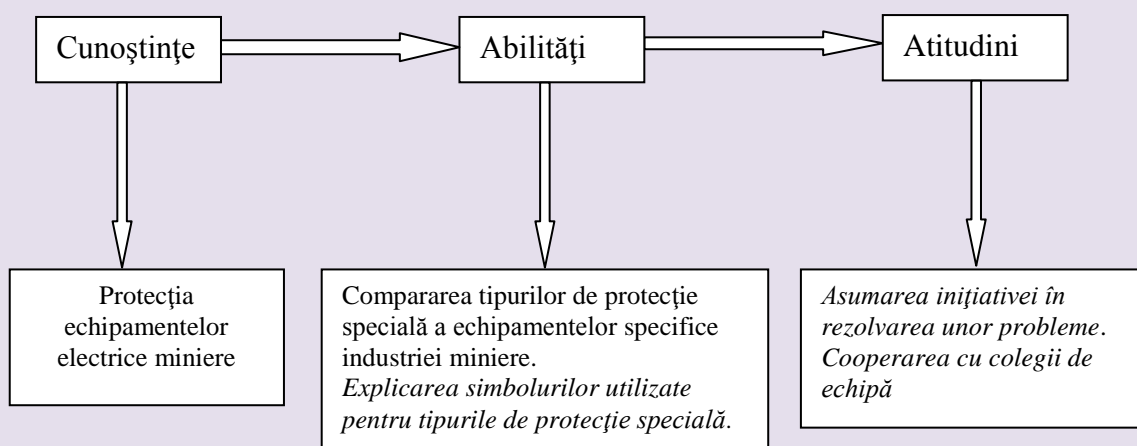 Cunoştinţe
Abilităţi
Atitudini
Protecţia
echipamentelor
electrice miniere
Compararea tipurilor de protecţie
specială a echipamentelor specifice
industriei miniere.
Explicarea simbolurilor utilizate
pentru tipurile de protecţie specială.
Asumarea iniţiativei în
rezolvarea unor probleme.
Cooperarea cu colegii de
echipă